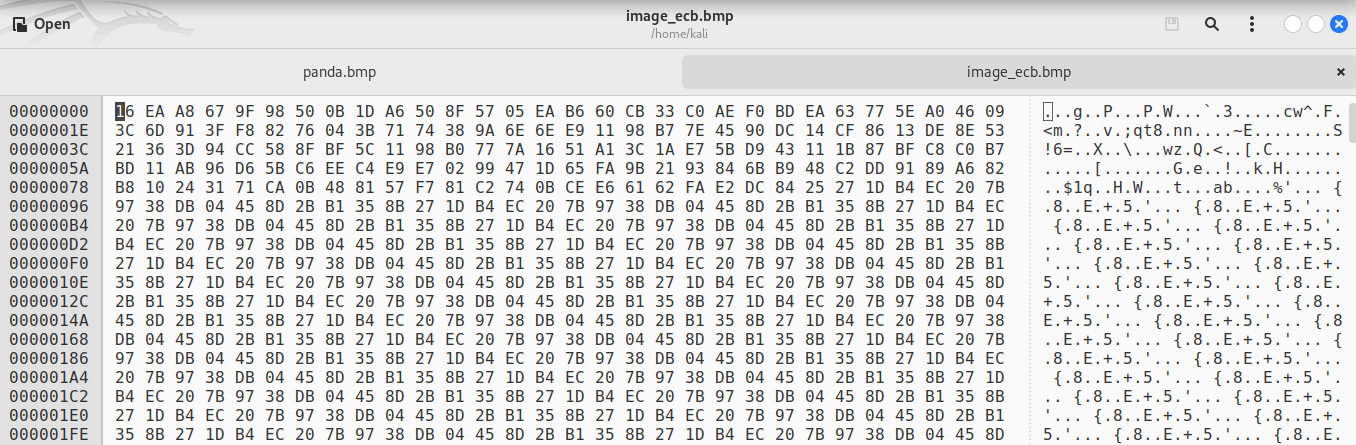 Open
image_ecb.bmp
/home/kali
panda.bmp
image_ecb.bmp
00000000 16 EA A8 67 9F 98 50 0B 1D A6 50 8F 57 05 EA B6 60 CB 33 C0 AE F0 BD EA 63 77 5E A0 46 09 ...g..P...P.W...`.3.....cw^.F.
0000001E 3C 6D 91 3F F8 82 76 04 3B 71 74 38 9A 6E 6E E9 11 98 B7 7E 45 90 DC 14 CF 86 13 DE 8E 53 <m.?..v.;qt8.nn....~E........S
0000003C 21 36 3D 94 CC 58 8F BF 5C 11 98 B0 77 7A 16 51 A1 3C 1A E7 5B D9 43 11 1B 87 BF C8 C0 B7 !6=..X..\...wz.Q.<..[.C.......
0000005A BD 11 AB 96 D6 5B C6 EE C4 E9 E7 02 99 47 1D 65 FA 9B 21 93 84 6B B9 48 C2 DD 91 89 A6 82 .....[.......G.e..!..k.H......
00000078 B8 10 24 31 71 CA 0B 48 81 57 F7 81 C2 74 0B CE E6 61 62 FA E2 DC 84 25 27 1D B4 EC 20 7B ..$1q..H.W...t...ab....%'... {
00000096 97 38 DB 04 45 8D 2B B1 35 8B 27 1D B4 EC 20 7B 97 38 DB 04 45 8D 2B B1 35 8B 27 1D B4 EC .8..E.+.5.'... {.8..E.+.5.'...
000000B4 20 7B 97 38 DB 04 45 8D 2B B1 35 8B 27 1D B4 EC 20 7B 97 38 DB 04 45 8D 2B B1 35 8B 27 1D  {.8..E.+.5.'... {.8..E.+.5.'.
000000D2 B4 EC 20 7B 97 38 DB 04 45 8D 2B B1 35 8B 27 1D B4 EC 20 7B 97 38 DB 04 45 8D 2B B1 35 8B .. {.8..E.+.5.'... {.8..E.+.5.
000000F0 27 1D B4 EC 20 7B 97 38 DB 04 45 8D 2B B1 35 8B 27 1D B4 EC 20 7B 97 38 DB 04 45 8D 2B B1 '... {.8..E.+.5.'... {.8..E.+.
0000010E 35 8B 27 1D B4 EC 20 7B 97 38 DB 04 45 8D 2B B1 35 8B 27 1D B4 EC 20 7B 97 38 DB 04 45 8D 5.'... {.8..E.+.5.'... {.8..E.
0000012C 2B B1 35 8B 27 1D B4 EC 20 7B 97 38 DB 04 45 8D 2B B1 35 8B 27 1D B4 EC 20 7B 97 38 DB 04 +.5.'... {.8..E.+.5.'... {.8..
0000014A 45 8D 2B B1 35 8B 27 1D B4 EC 20 7B 97 38 DB 04 45 8D 2B B1 35 8B 27 1D B4 EC 20 7B 97 38 E.+.5.'... {.8..E.+.5.'... {.8
00000168 DB 04 45 8D 2B B1 35 8B 27 1D B4 EC 20 7B 97 38 DB 04 45 8D 2B B1 35 8B 27 1D B4 EC 20 7B ..E.+.5.'... {.8..E.+.5.'... {
00000186 97 38 DB 04 45 8D 2B B1 35 8B 27 1D B4 EC 20 7B 97 38 DB 04 45 8D 2B B1 35 8B 27 1D B4 EC .8..E.+.5.'... {.8..E.+.5.'...
000001A4 20 7B 97 38 DB 04 45 8D 2B B1 35 8B 27 1D B4 EC 20 7B 97 38 DB 04 45 8D 2B B1 35 8B 27 1D  {.8..E.+.5.'... {.8..E.+.5.'.
000001C2 B4 EC 20 7B 97 38 DB 04 45 8D 2B B1 35 8B 27 1D B4 EC 20 7B 97 38 DB 04 45 8D 2B B1 35 8B .. {.8..E.+.5.'... {.8..E.+.5.
000001E0 27 1D B4 EC 20 7B 97 38 DB 04 45 8D 2B B1 35 8B 27 1D B4 EC 20 7B 97 38 DB 04 45 8D 2B B1 '... {.8..E.+.5.'... {.8..E.+.
000001FE 35 8B 27 1D B4 EC 20 7B 97 38 DB 04 45 8D 2B B1 35 8B 27 1D B4 EC 20 7B 97 38 DB 04 45 8D 5.'... {.8..E.+.5.'... {.8..E.